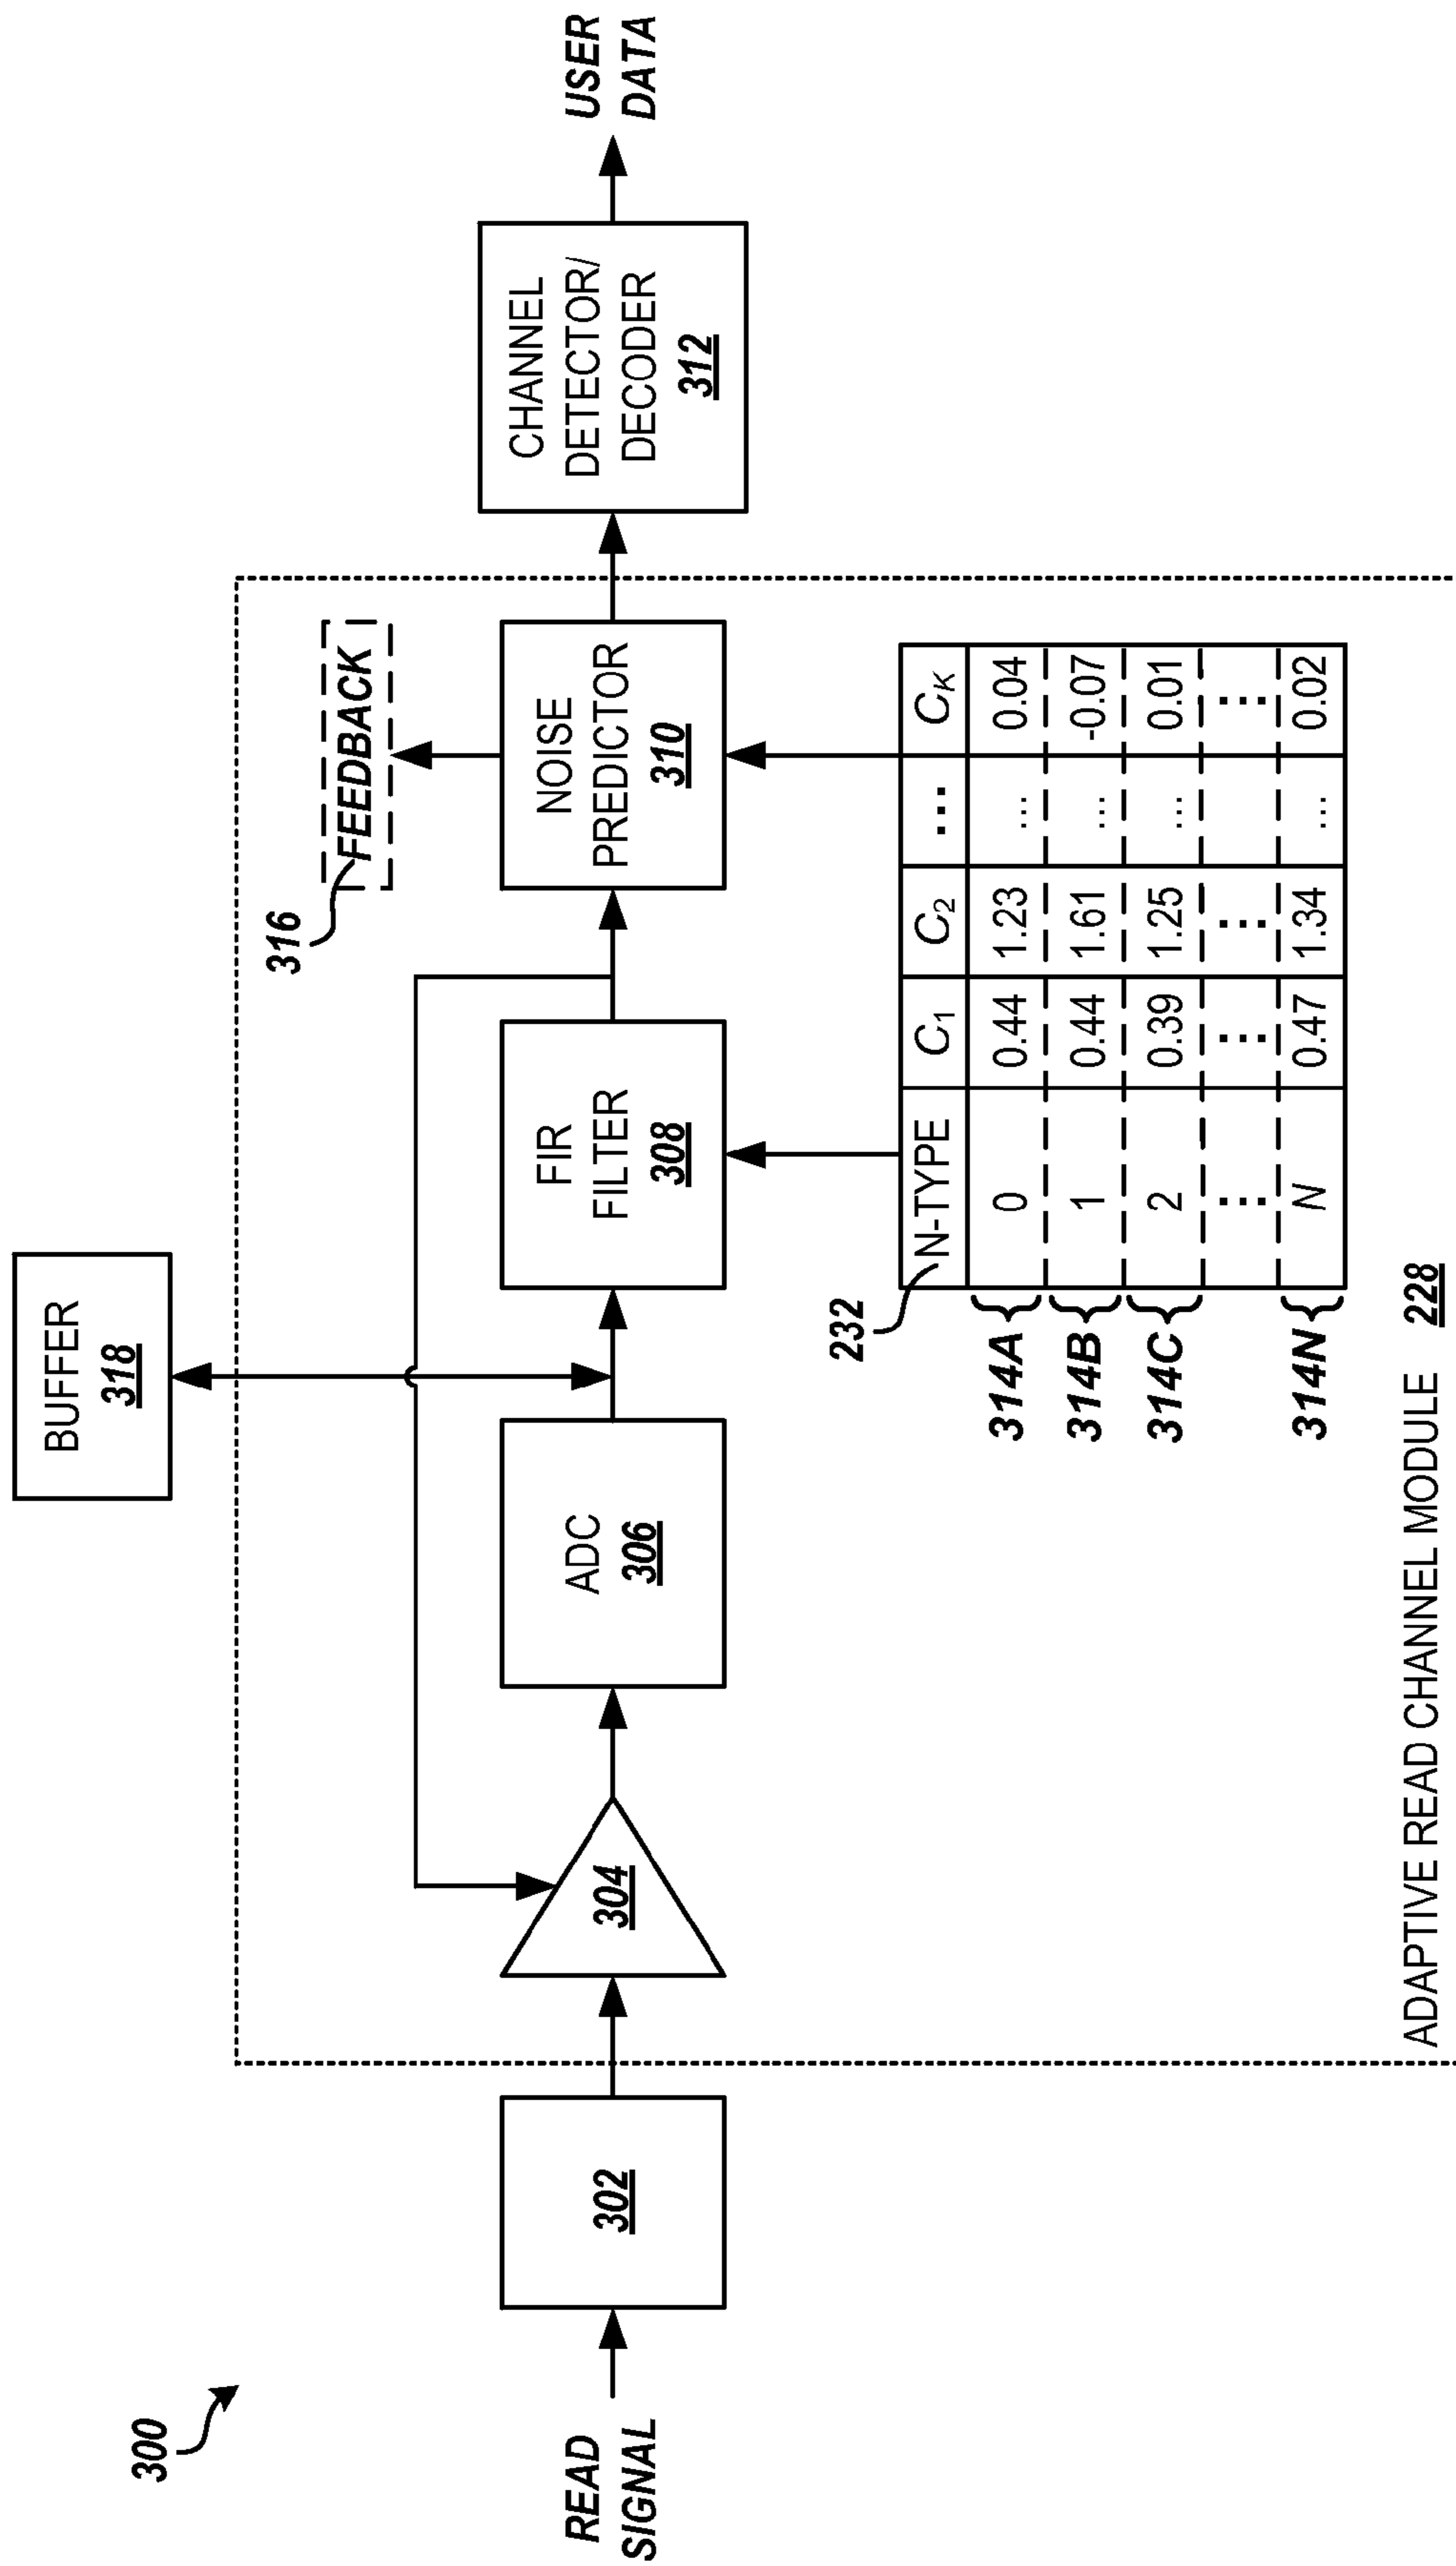 300
BUFFER
318
316
FEEDBACK
READ
SIGNAL
302
304
ADC
306
FIR
FILTER
308
NOISE
PREDICTOR
310
CHANNEL
DETECTOR/
DECODER
312
USER
DATA
232
N-TYPE C1 C2 ... CK
314A 0 0.44 1.23 ... 0.04
314B 1 0.44 1.61 ... -0.07
314C 2 0.39 1.25 ... 0.01
... ... ... ...
314N N 0.47 1.34 ... 0.02
ADAPTIVE READ CHANNEL MODULE 228